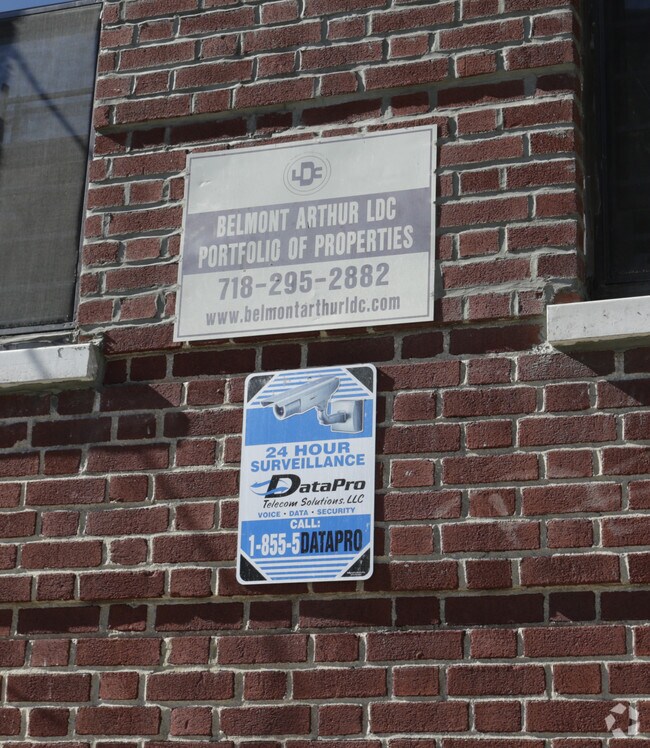 LDC
BELMONT ARTHUR LDC
PORTFOLIO OF PROPERTIES
718-295-2882
www.belmontarthurldc.com
24 HOUR
SURVEILLANCE
DataPro
Telecom Solutions, LLC
VOICE • DATA • SECURITY
CALL:
1-855-5DATAPRO